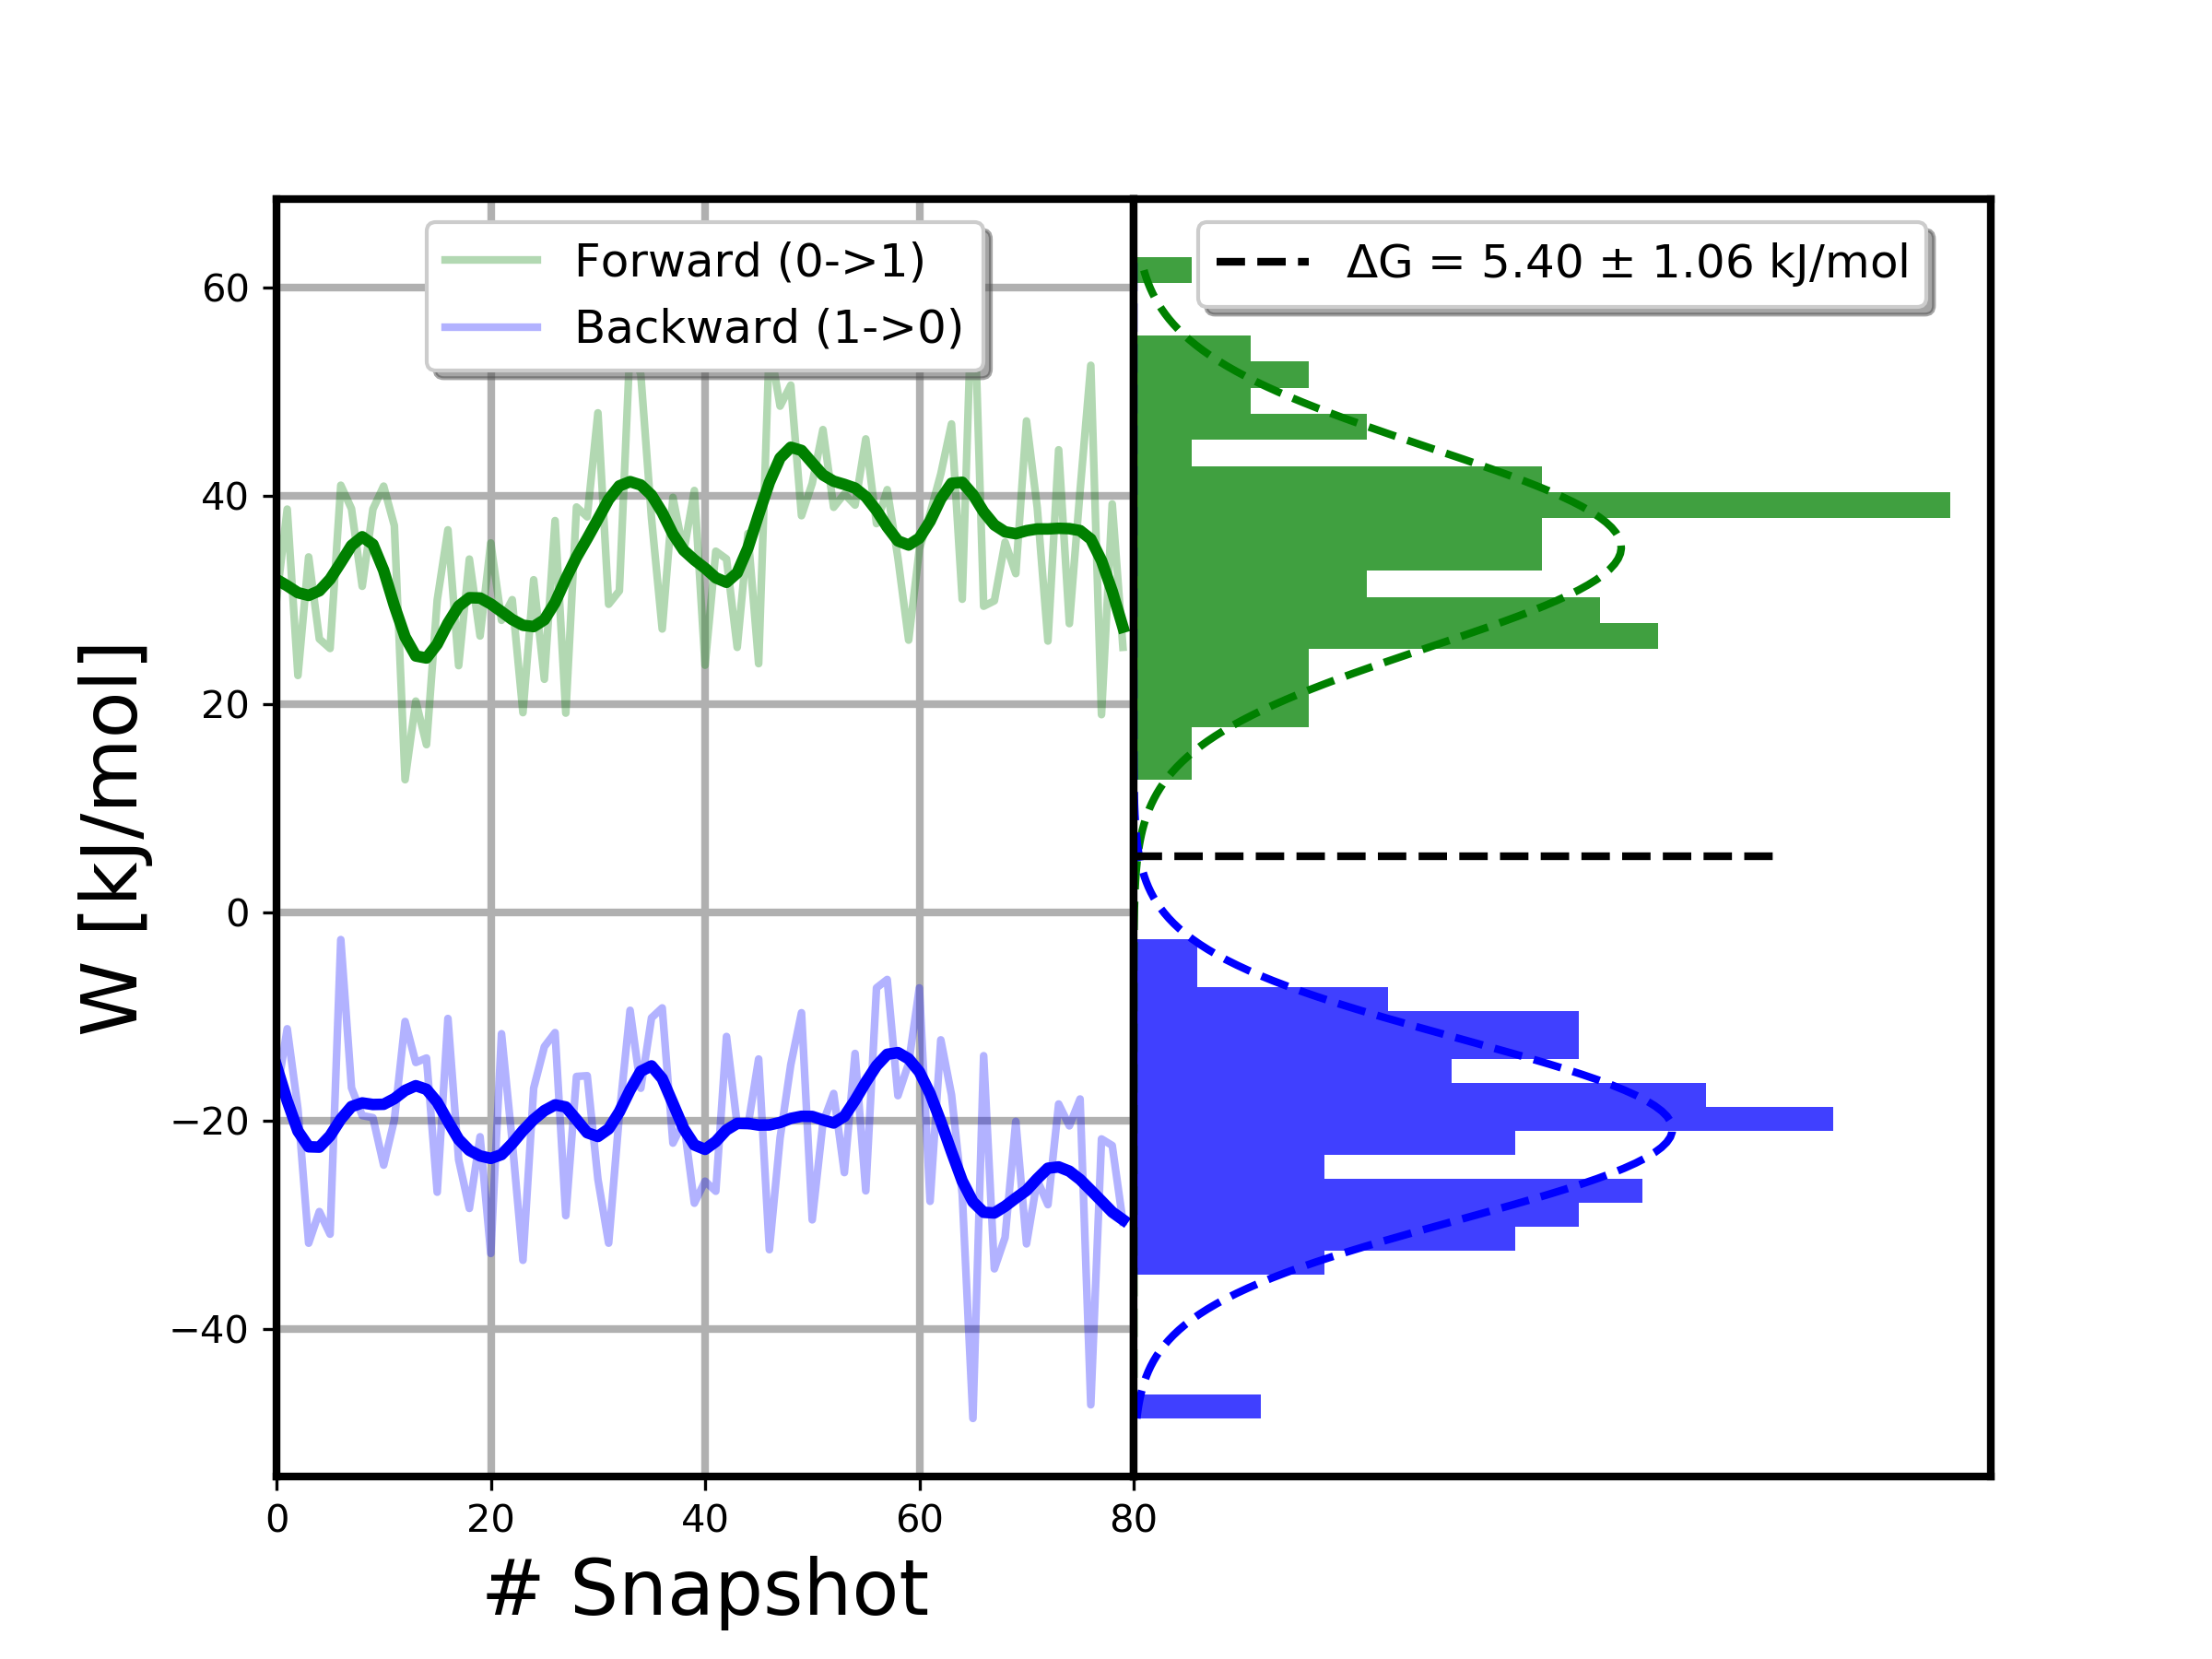 Forward (0->1)
Backward (1->0)
ΔG = 5.40 ± 1.06 kJ/mol
60
40
20
0
−20
−40
W [kJ/mol]
0
20
40
60
80
# Snapshot